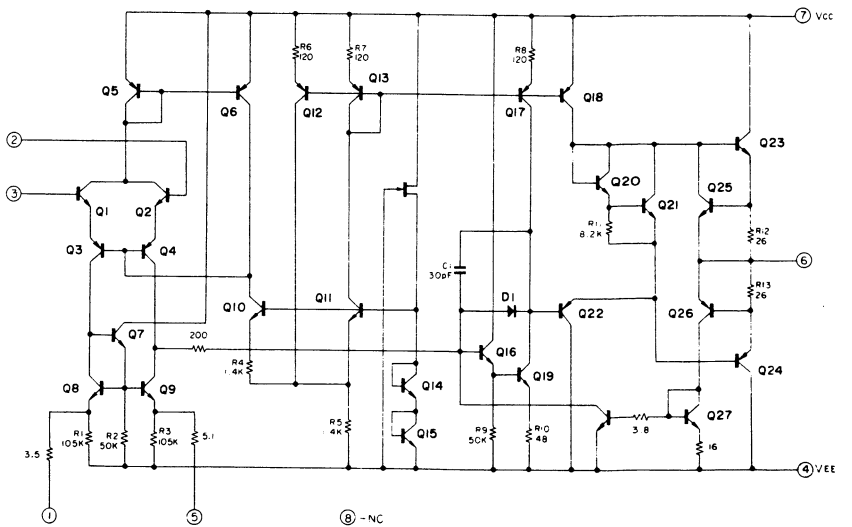 7 Vcc
R6
120
R7
120
R8
120
Q5
Q6
Q12
Q13
Q17
Q18
2
Q23
Q20
Q21
Q25
3
Q1
Q2
R11
8.2K
R12
26
Q3
Q4
C1
30pF
6
R13
26
D1
Q10
Q11
Q22
Q26
Q7
200
Q16
Q19
Q24
R4
1.4K
Q8
Q9
Q14
R1
105K
R2
50K
R3
105K
5.1
R5
1.4K
Q15
R9
50K
R10
48
3.8
Q27
3.5
16
4 VEE
1
5
8 -NC